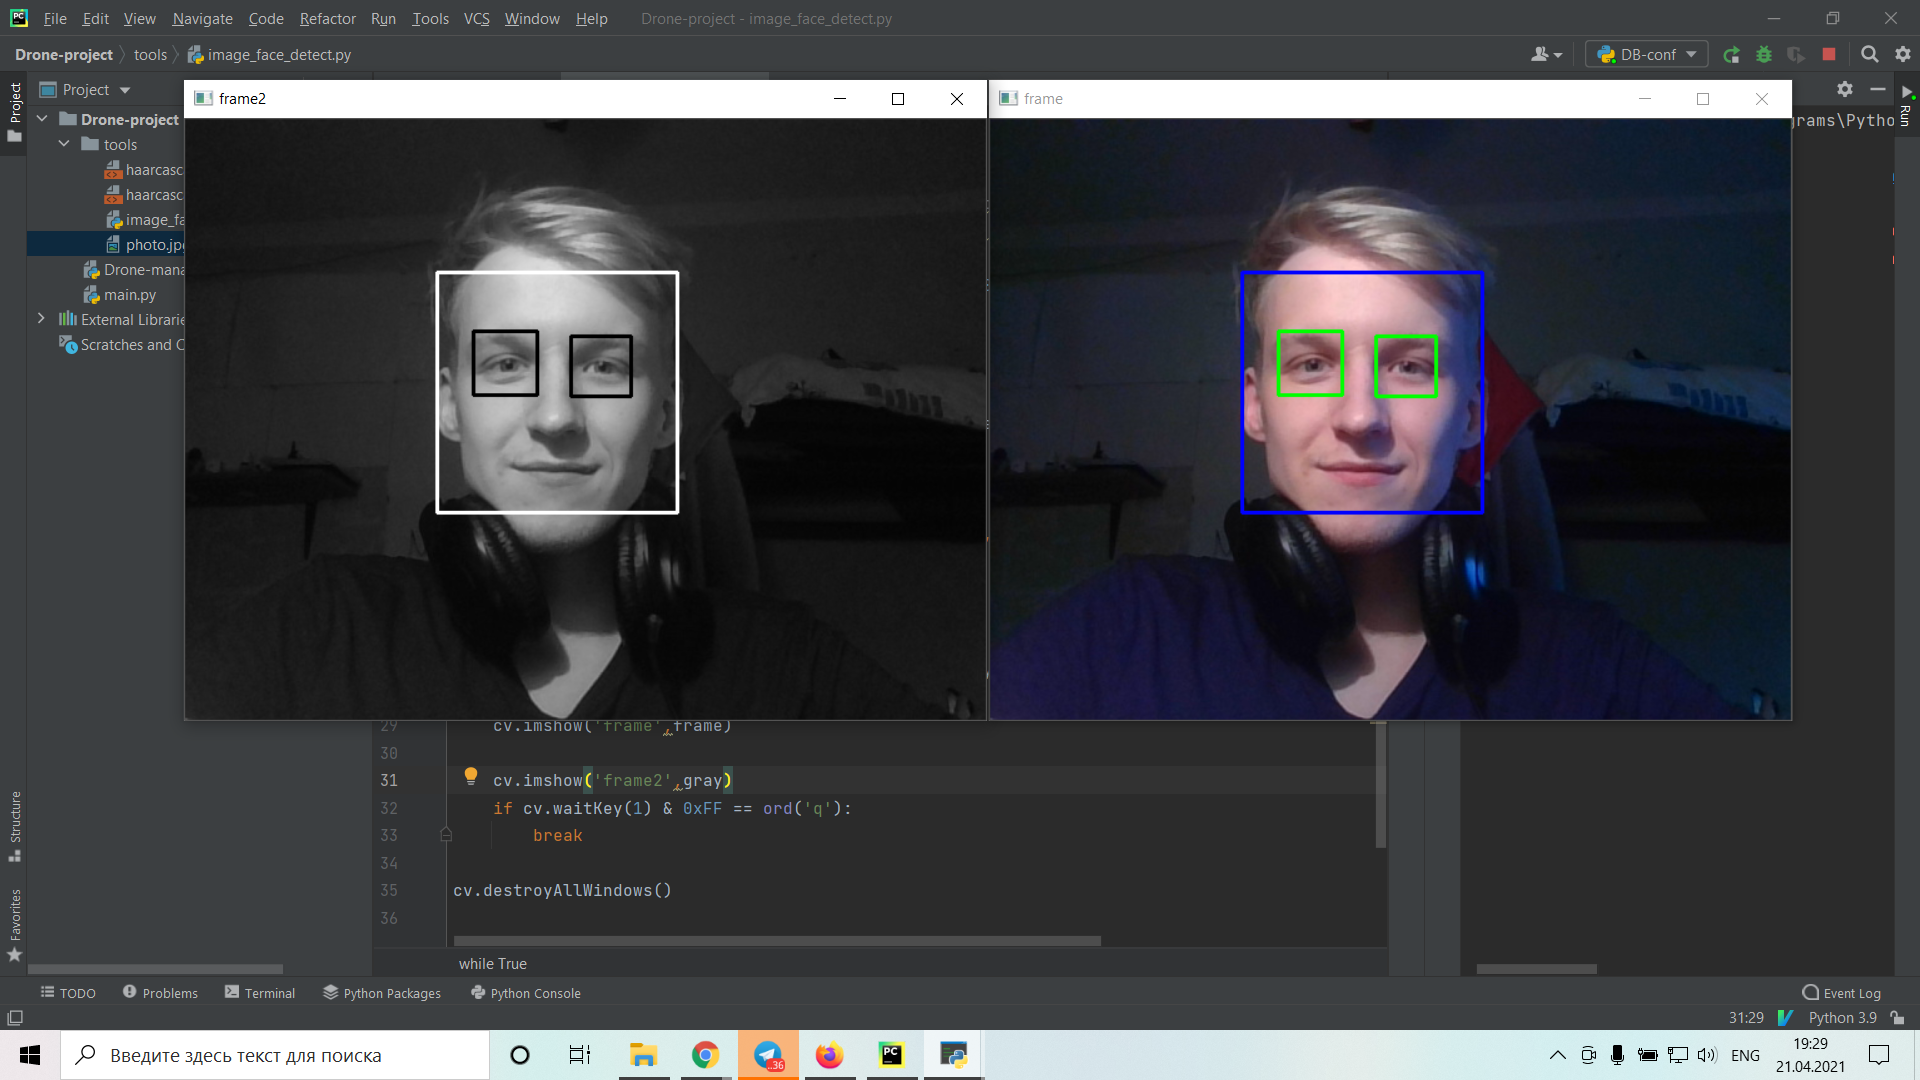 File Edit View Navigate Code Refactor Run Tools VCS Window Help Drone-project - image_face_detect.py
Drone-project tools image_face_detect.py DB-conf
Project
Project
frame2
frame
Run
Drone-project
grams\Pytho
tools
haarcasc
haarcasc
image_fa
photo.jpg
Drone-mana
main.py
External Librarie
Scratches and C
29 cv.imshow('frame',frame)
30
31 cv.imshow('frame2',gray)
32 if cv.waitKey(1) & 0xFF == ord('q'):
33 break
34
35 cv.destroyAllWindows()
36
Structure
Favorites
while True
TODO Problems Terminal Python Packages Python Console Event Log
31:29 Python 3.9
PC
Введите здесь текст для поиска
..36
PC
ENG
19:29
21.04.2021